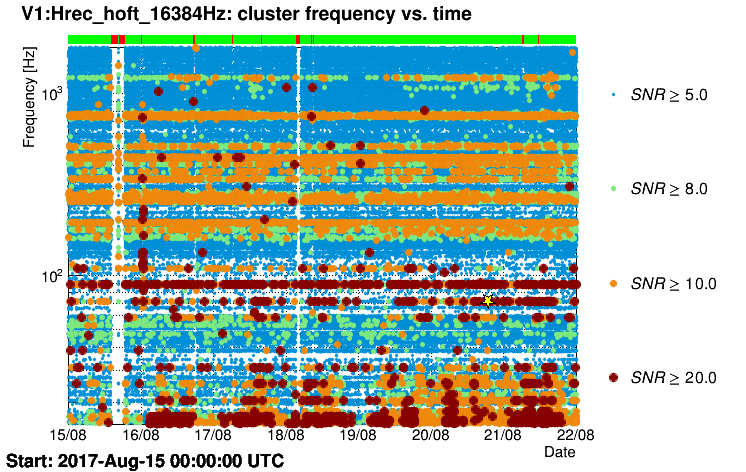 V1:Hrec_hoft_16384Hz: cluster frequency vs. time
Frequency [Hz]
10³
10²
SNR ≥ 5.0
SNR ≥ 8.0
SNR ≥ 10.0
SNR ≥ 20.0
15/08 16/08 17/08 18/08 19/08 20/08 21/08 22/08
Date
Start: 2017-Aug-15 00:00:00 UTC